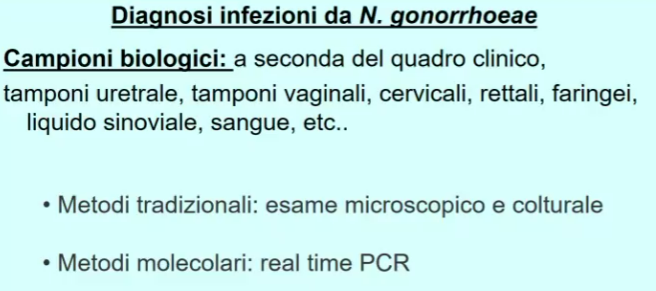 Diagnosi infezioni da N. gonorrhoeae
Campioni biologici: a seconda del quadro clinico,
tamponi uretrale, tamponi vaginali, cervicali, rettali, faringei,
liquido sinoviale, sangue, etc..
• Metodi tradizionali: esame microscopico e colturale
• Metodi molecolari: real time PCR